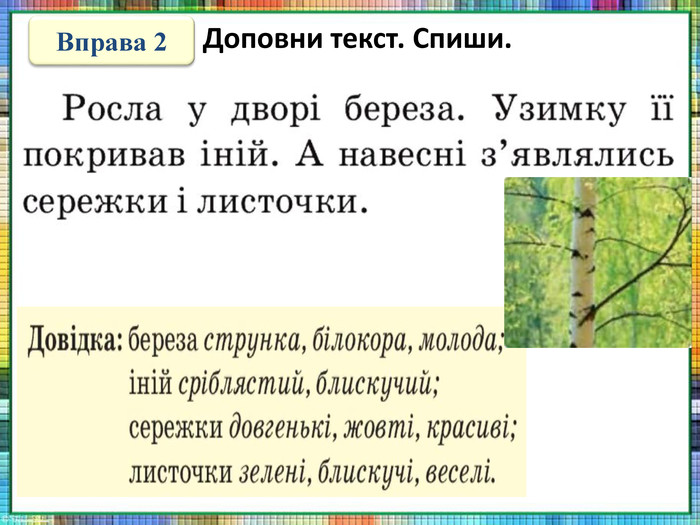 Вправа 2
Доповни текст. Спиши.
Росла у дворі береза. Узимку її
покривав іній. А навесні з’являлись
сережки і листочки.
Довідка: береза струнка, білокора, молода;
іній сріблястий, блискучий;
сережки довгенькі, жовті, красиві;
листочки зелені, блискучі, веселі.